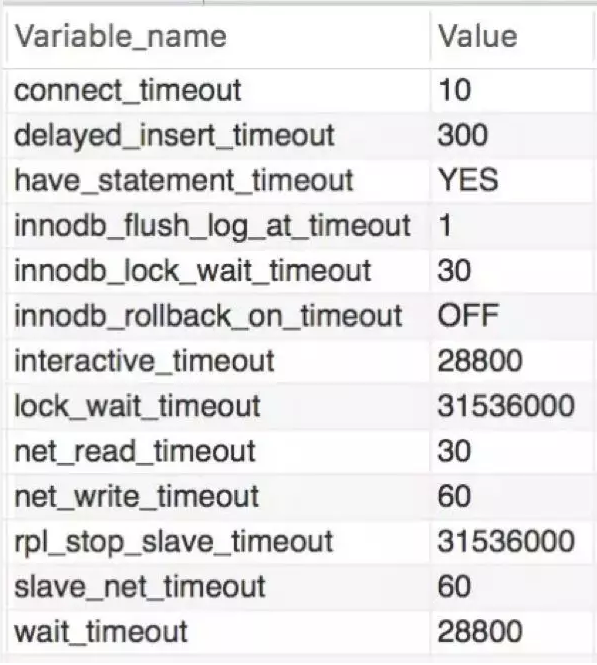 Variable_name Value
connect_timeout 10
delayed_insert_timeout 300
have_statement_timeout YES
innodb_flush_log_at_timeout 1
innodb_lock_wait_timeout 30
innodb_rollback_on_timeout OFF
interactive_timeout 28800
lock_wait_timeout 31536000
net_read_timeout 30
net_write_timeout 60
rpl_stop_slave_timeout 31536000
slave_net_timeout 60
wait_timeout 28800